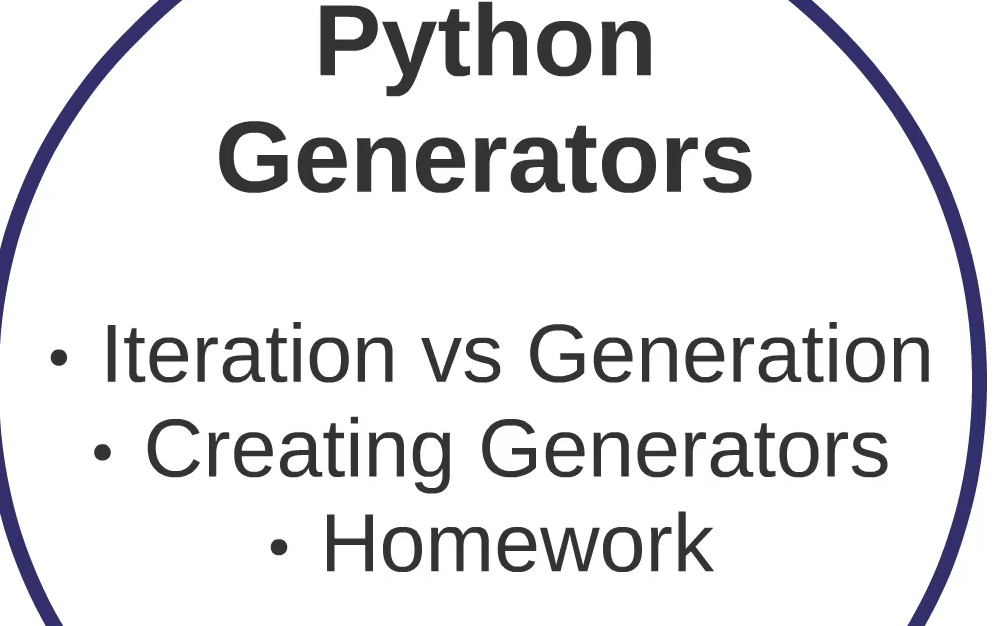 Python
Generators
• Iteration vs Generation
• Creating Generators
• Homework